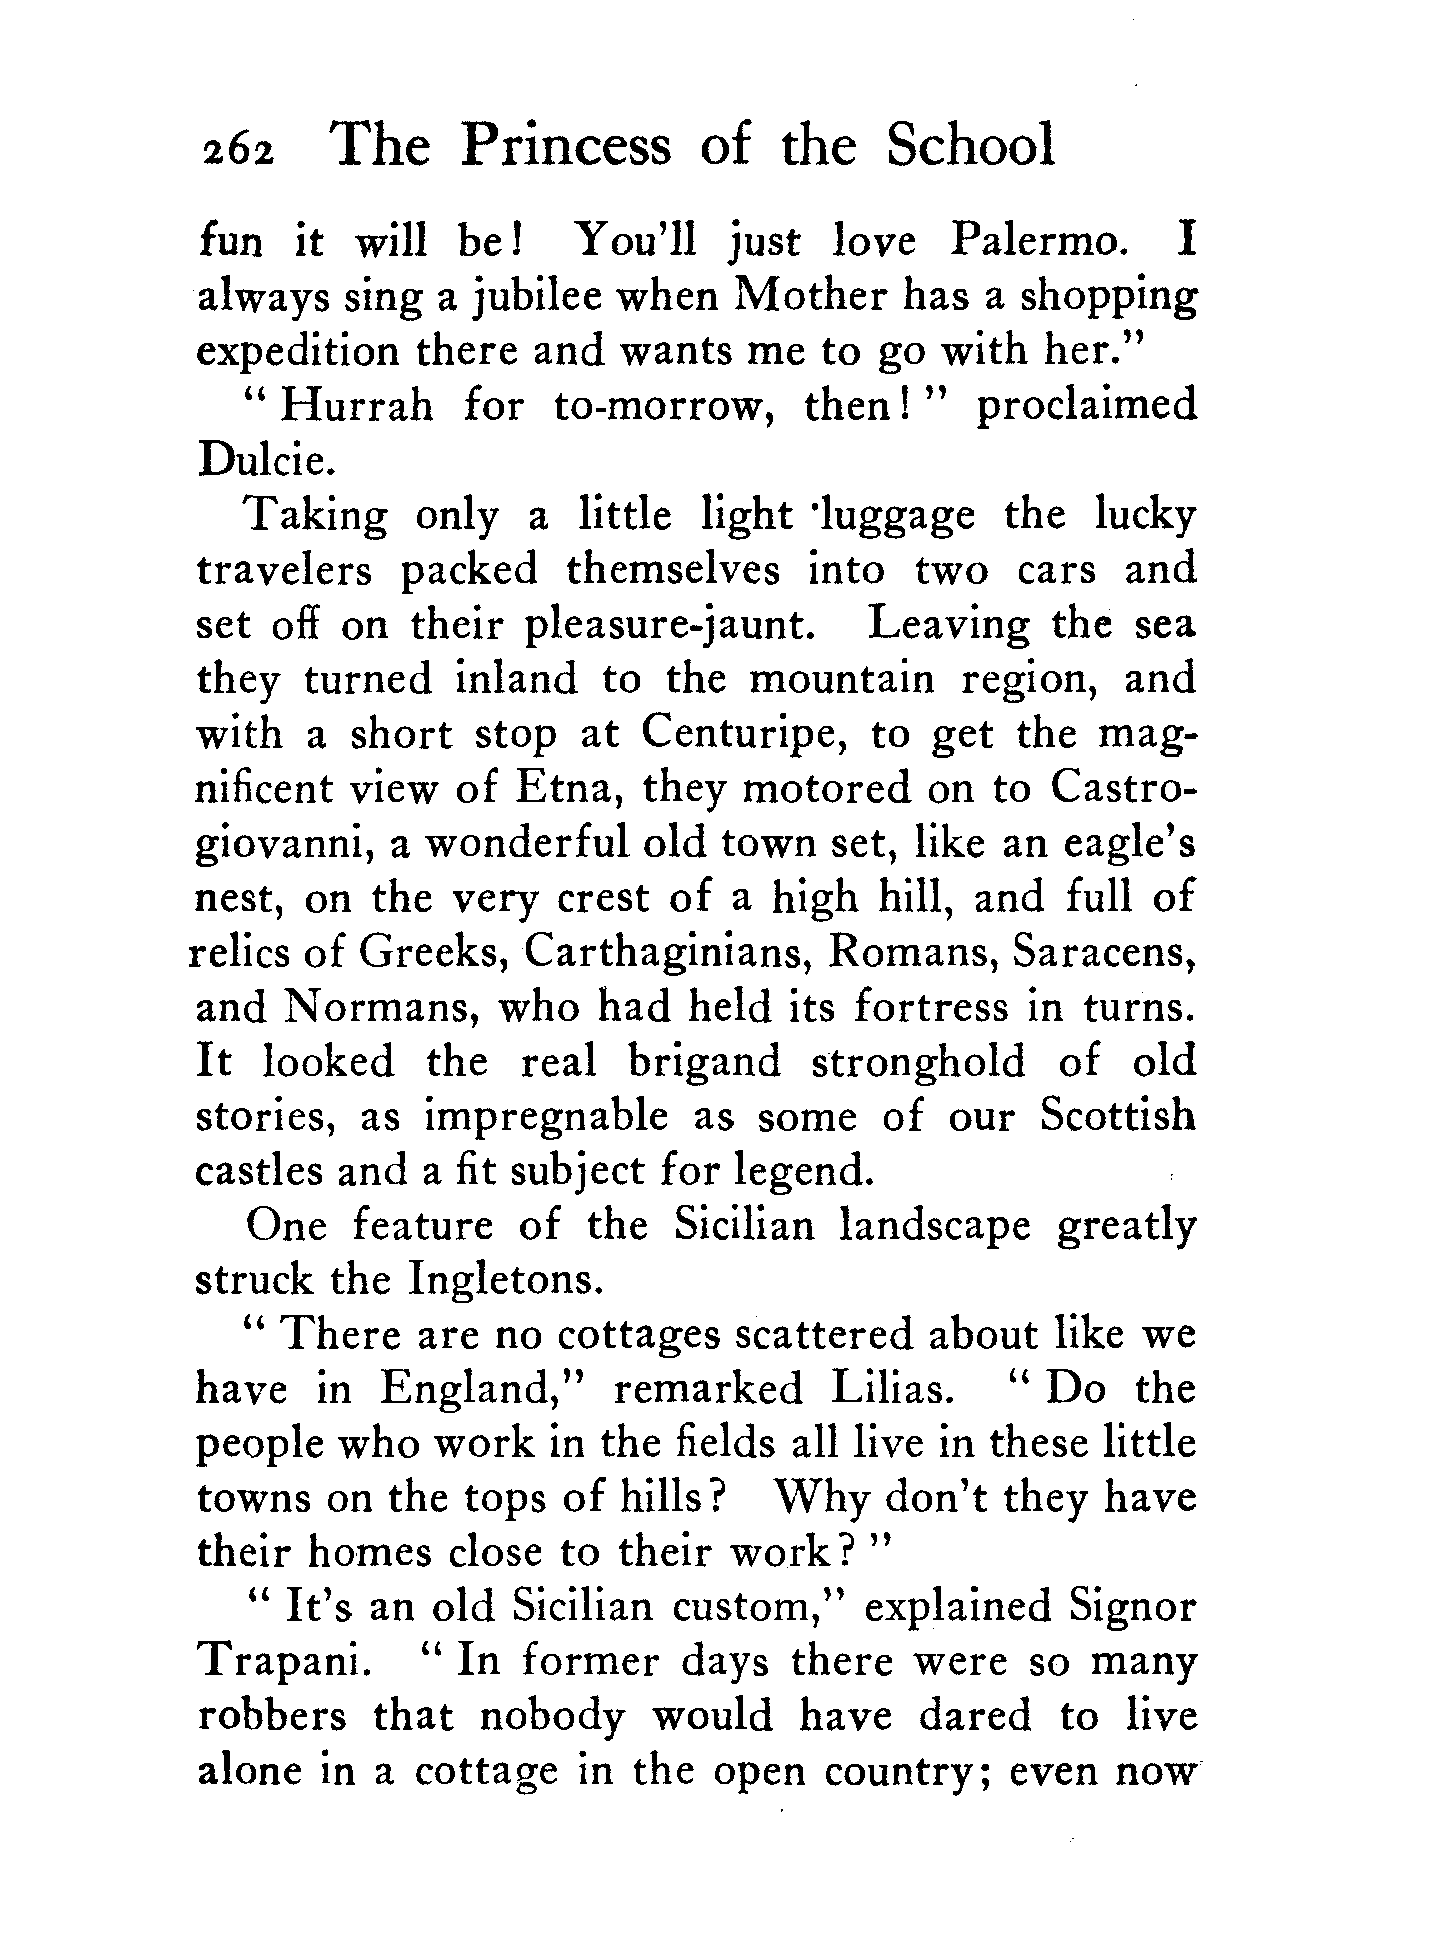 262 The Princess of the School
fun it will be! You'll just love Palermo. I
always sing a jubilee when Mother has a shopping
expedition there and wants me to go with her."
" Hurrah for to-morrow, then! " proclaimed
Dulcie.
Taking only a little light luggage the lucky
travelers packed themselves into two cars and
set off on their pleasure-jaunt. Leaving the sea
they turned inland to the mountain region, and
with a short stop at Centuripe, to get the mag-
nificent view of Etna, they motored on to Castro-
giovanni, a wonderful old town set, like an eagle's
nest, on the very crest of a high hill, and full of
relics of Greeks, Carthaginians, Romans, Saracens,
and Normans, who had held its fortress in turns.
It looked the real brigand stronghold of old
stories, as impregnable as some of our Scottish
castles and a fit subject for legend.
One feature of the Sicilian landscape greatly
struck the Ingletons.
" There are no cottages scattered about like we
have in England," remarked Lilias. " Do the
people who work in the fields all live in these little
towns on the tops of hills? Why don't they have
their homes close to their work? "
" It's an old Sicilian custom," explained Signor
Trapani. " In former days there were so many
robbers that nobody would have dared to live
alone in a cottage in the open country; even now